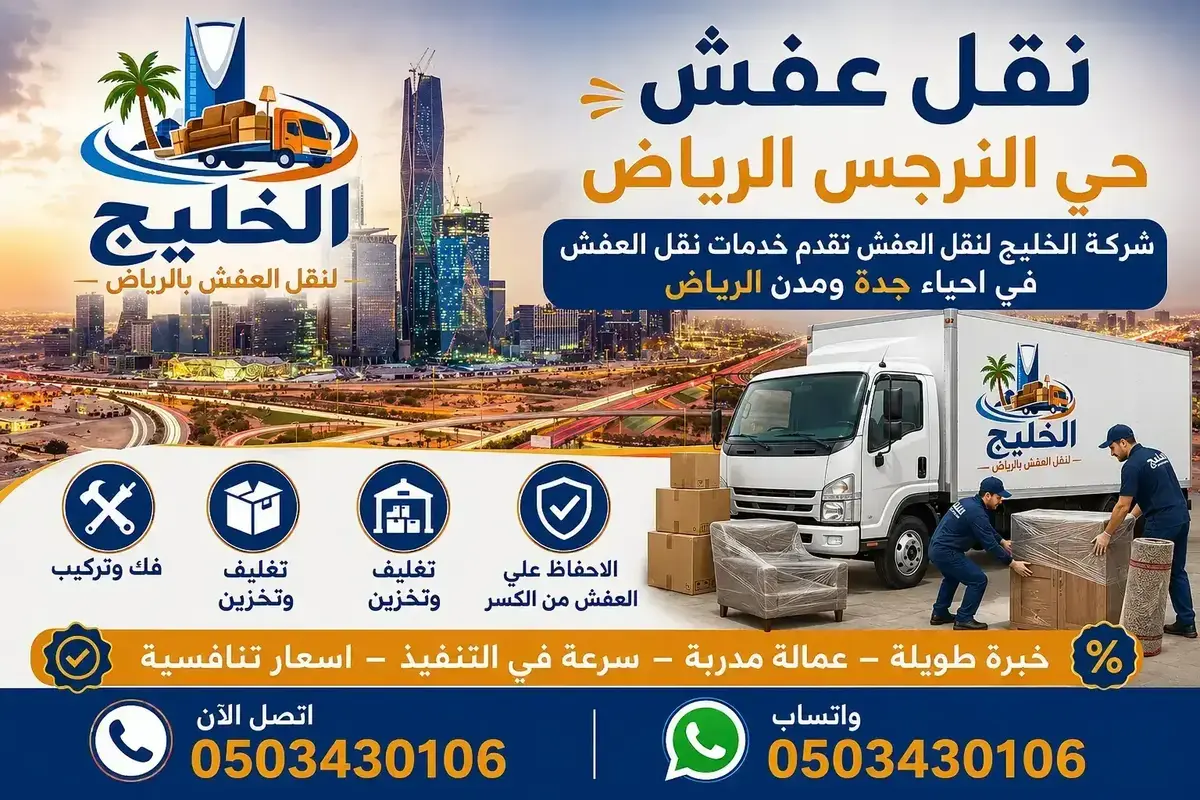 نقل عفش
حي النرجس الرياض
شركة الخليج لنقل العفش تقدم خدمات نقل العفش
في احياء جدة ومدن الرياض
الخليج
لنقل العفش بالرياض
الخليج
لنقل العفش بالرياض
الاحفاظ علي
العفش من الكسر
تغليف
وتخزين
تغليف
وتخزين
فك وتركيب
خبرة طويلة – عمالة مدربة – سرعة في التنفيذ – اسعار تنافسية
%
واتساب
0503430106
اتصل الآن
0503430106